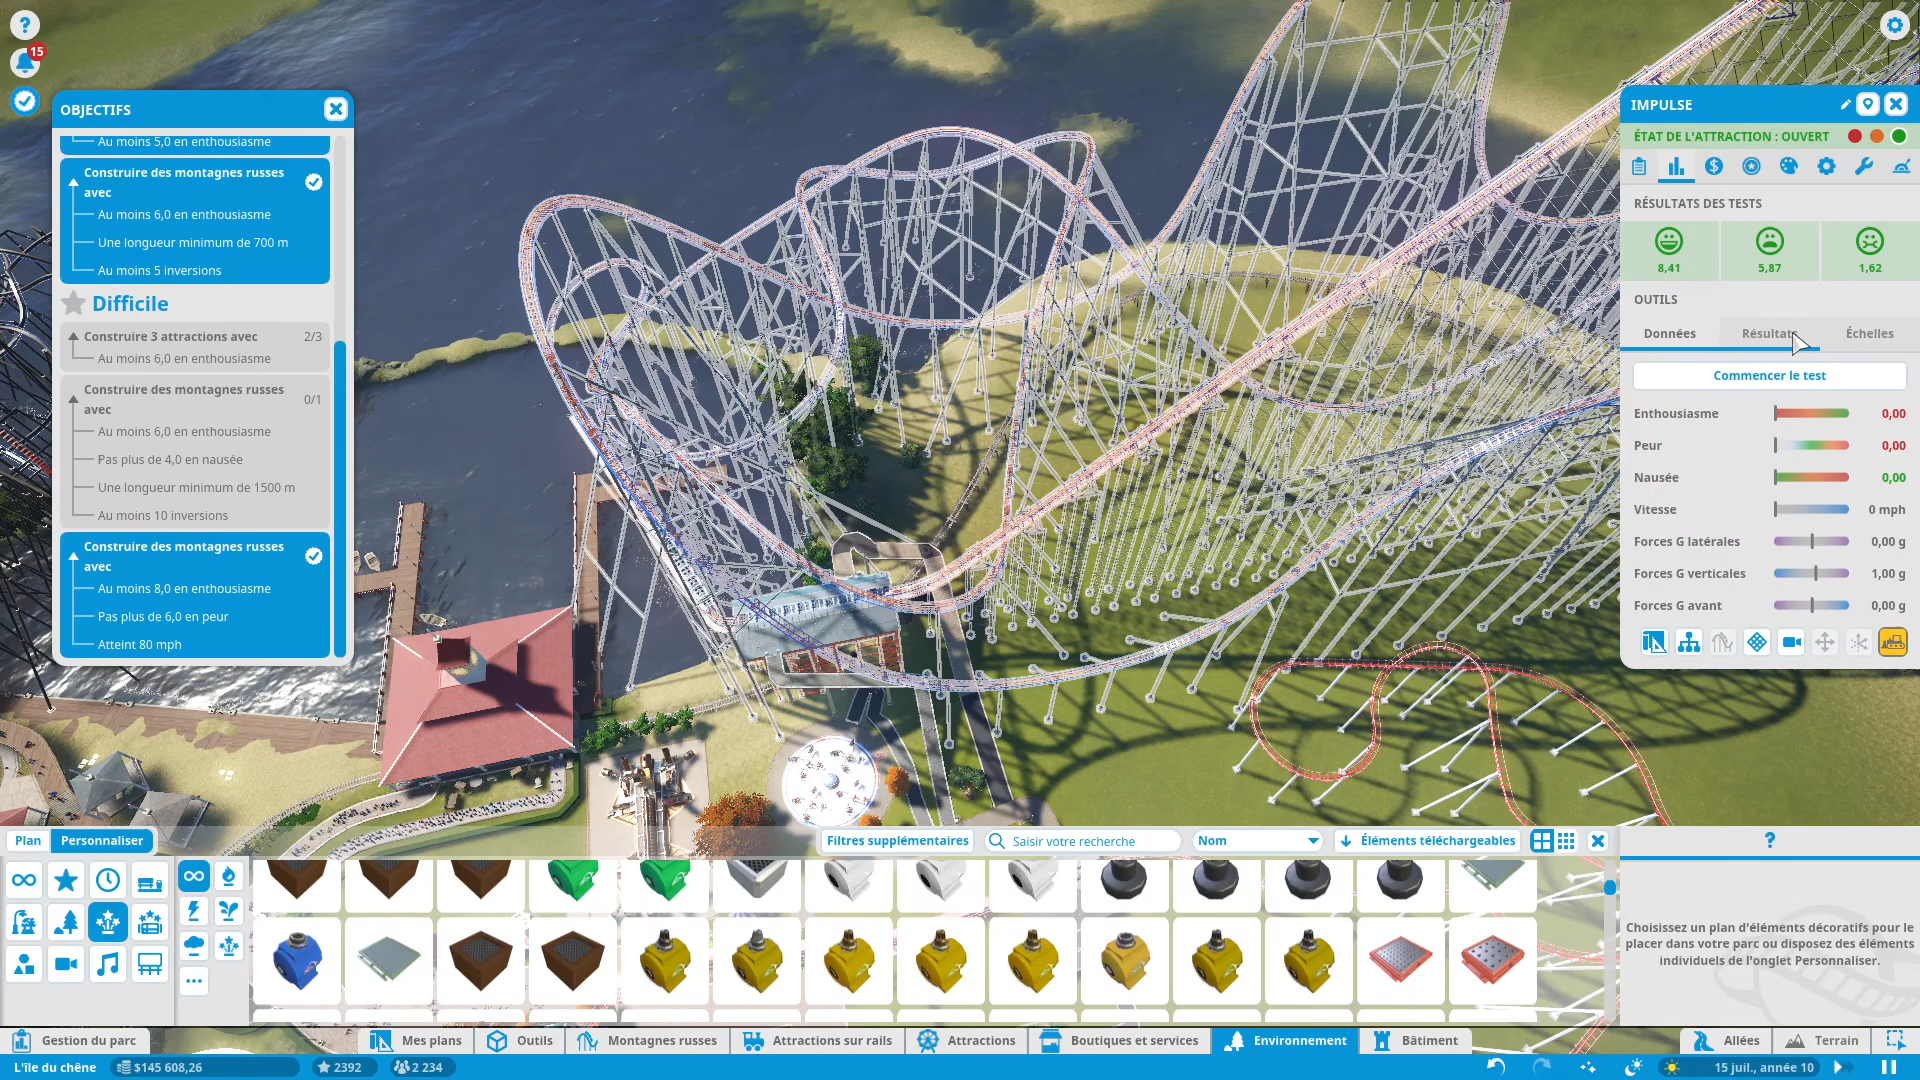 15
OBJECTIFS
Au moins 5,0 en enthousiasme
Construire des montagnes russes
avec
Au moins 6,0 en enthousiasme
Une longueur minimum de 700 m
Au moins 5 inversions
Difficile
Construire 3 attractions avec 2/3
Au moins 6,0 en enthousiasme
Construire des montagnes russes
avec 0/1
Au moins 6,0 en enthousiasme
Pas plus de 4,0 en nausée
Une longueur minimum de 1500 m
Au moins 10 inversions
Construire des montagnes russes
avec
Au moins 8,0 en enthousiasme
Pas plus de 6,0 en peur
Atteint 80 mph
IMPULSE
ÉTAT DE L'ATTRACTION : OUVERT
RÉSULTATS DES TESTS
8,41 5,87 1,62
OUTILS
Données Résultats Échelles
Commencer le test
Enthousiasme 0,00
Peur 0,00
Nausée 0,00
Vitesse 0 mph
Forces G latérales 0,00 g
Forces G verticales 1,00 g
Forces G avant 0,00 g
Plan Personnaliser
Filtres supplémentaires Saisir votre recherche Nom Éléments téléchargeables
?
Choisissez un plan d'éléments décoratifs pour le
placer dans votre parc ou disposez des éléments
individuels de l'onglet Personnaliser.
Gestion du parc Mes plans Outils Montagnes russes Attractions sur rails Attractions Boutiques et services Environnement Bâtiment Allées Terrain
L'île du chêne $145 608,26 2392 2 234 15 juil., année 10